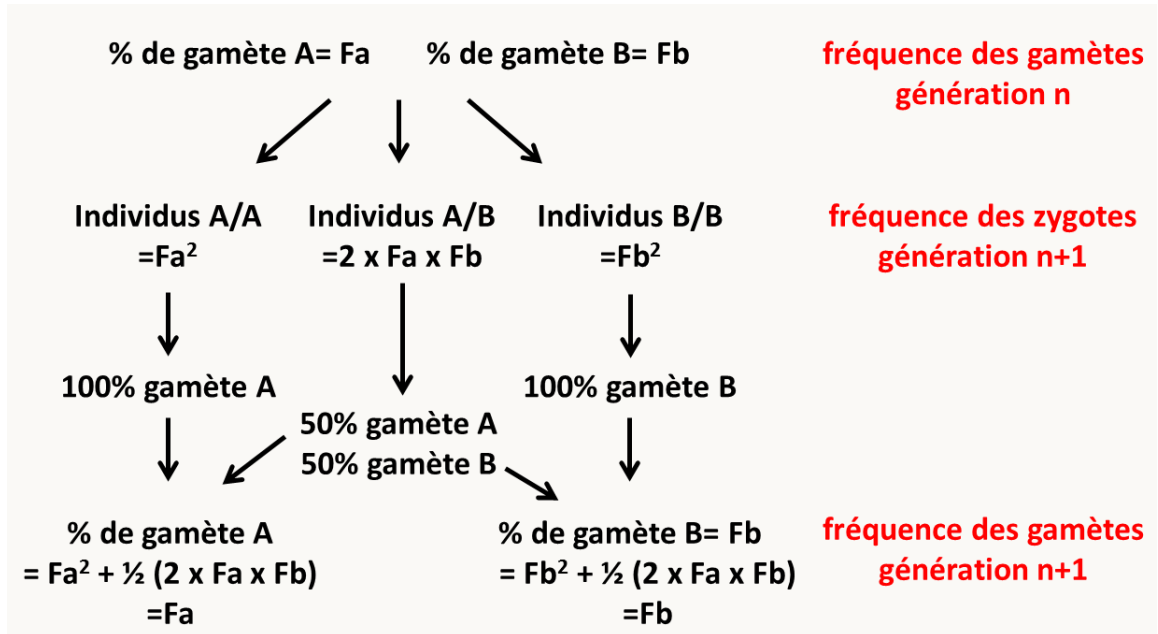 % de gamète A= Fa
% de gamète B= Fb
fréquence des gamètes
génération n
Individus A/A
=Fa²
Individus A/B
=2 x Fa x Fb
Individus B/B
=Fb²
fréquence des zygotes
génération n+1
100% gamète A
100% gamète B
50% gamète A
50% gamète B
% de gamète A
= Fa² + ½ (2 x Fa x Fb)
=Fa
% de gamète B= Fb
= Fb² + ½ (2 x Fa x Fb)
=Fb
fréquence des gamètes
génération n+1